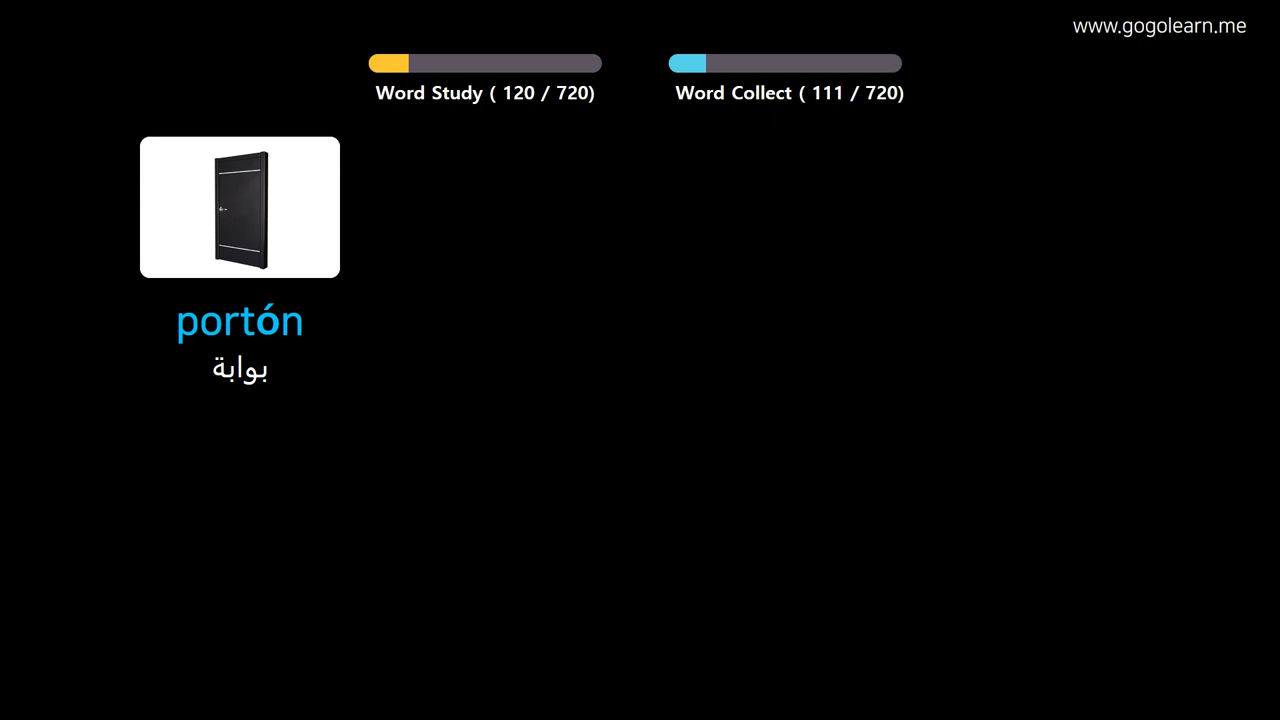 www.gogolearn.me
Word Study ( 120 / 720)
Word Collect ( 111 / 720)
portón
بوابة